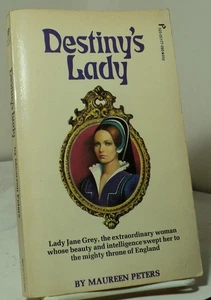 Destiny's
Lady
Lady Jane Grey, the extraordinary woman
whose beauty and intelligence swept her to
the mighty throne of England
BY MAUREEN PETERS